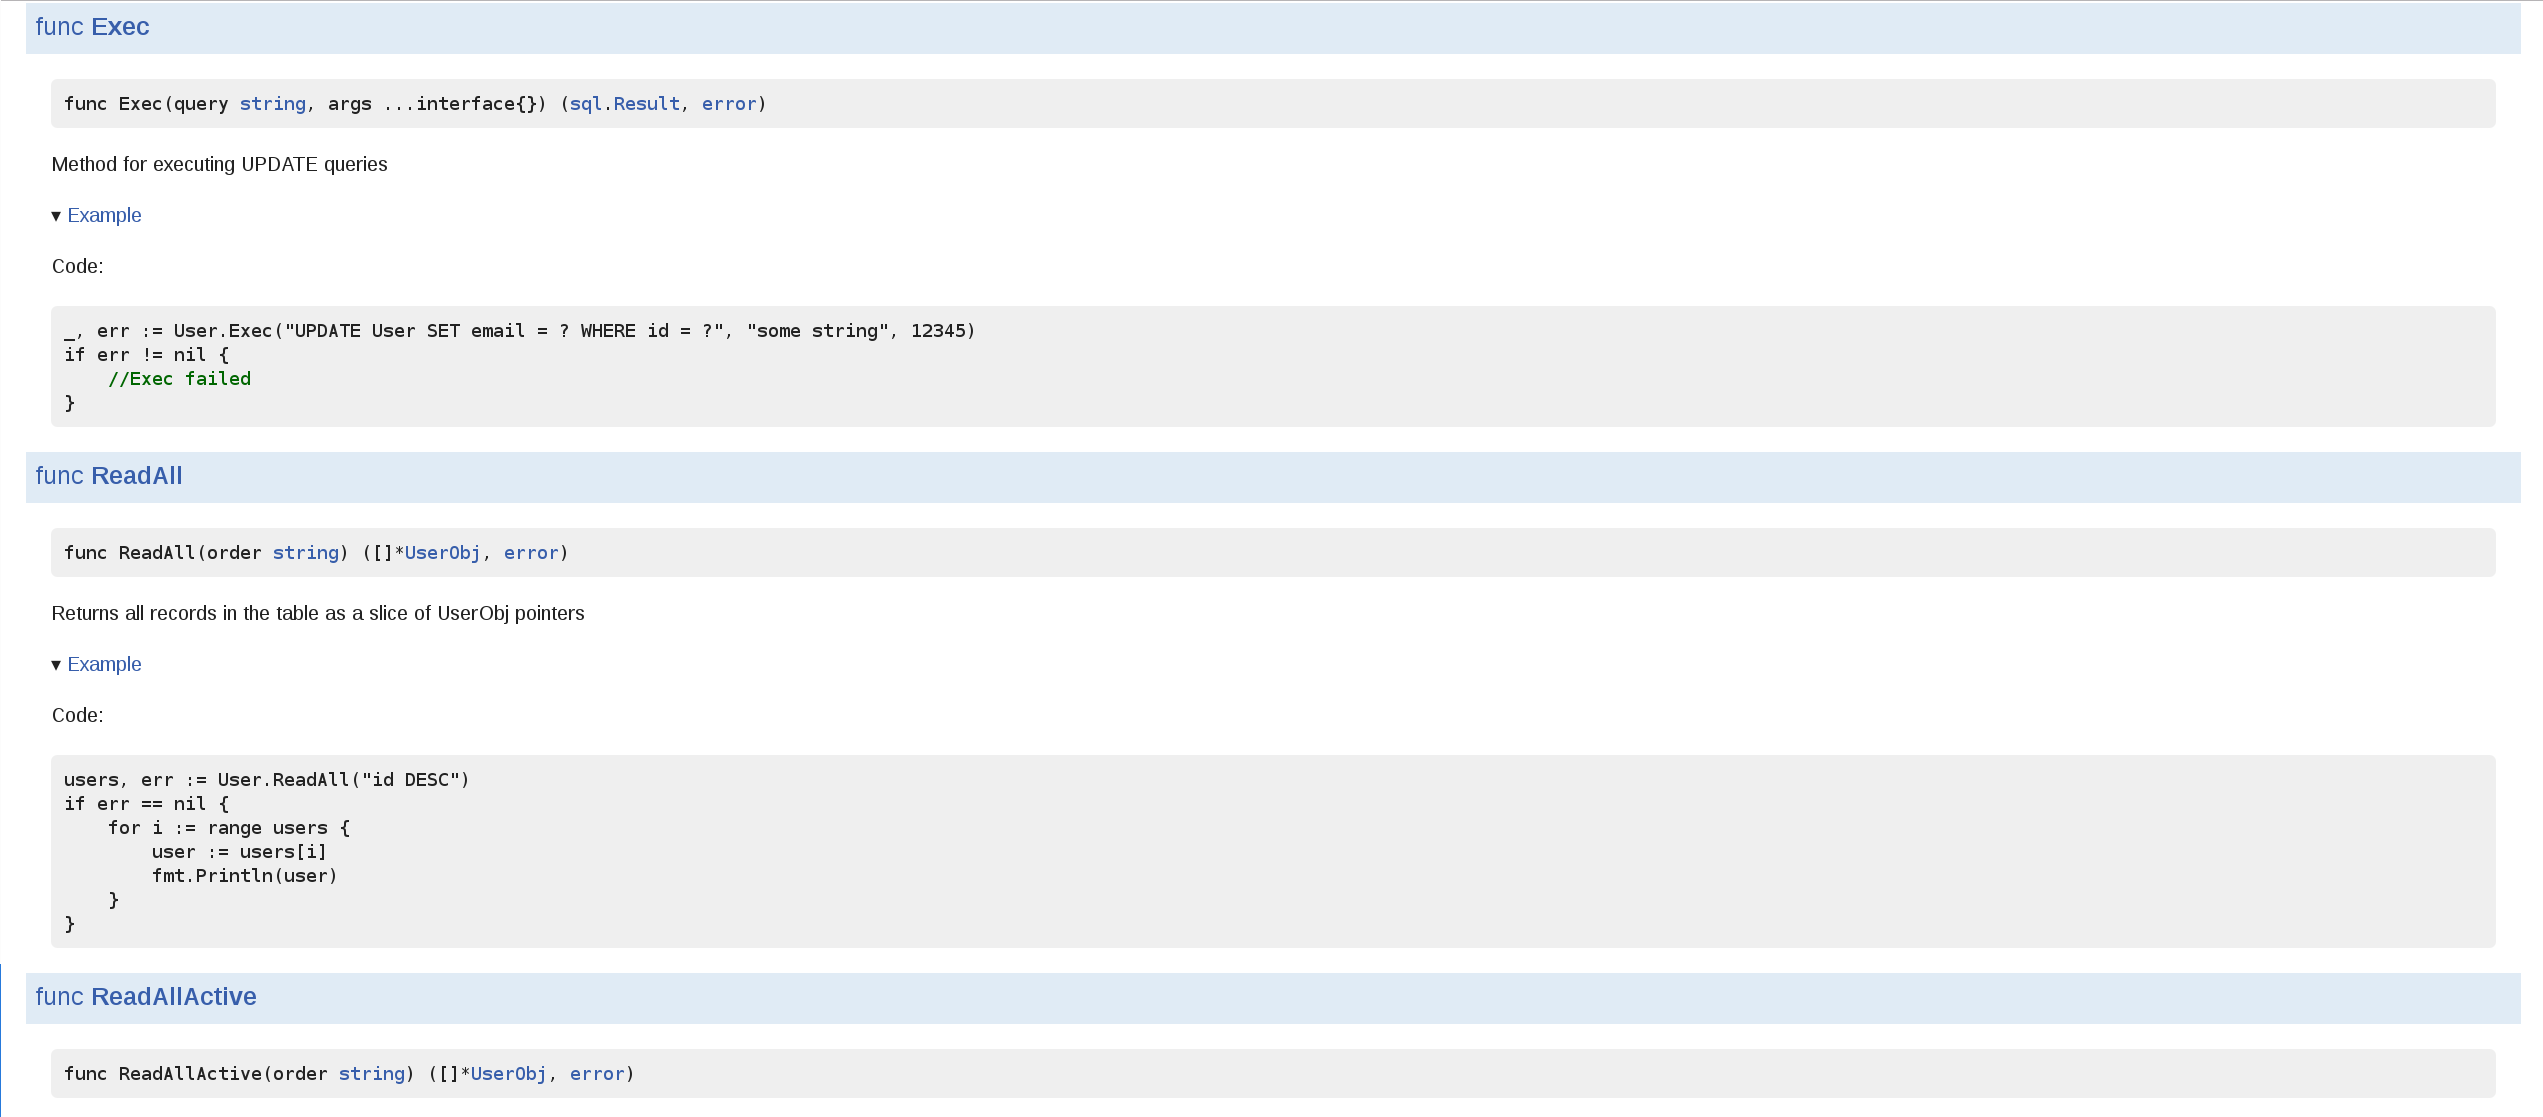 func Exec
func Exec(query string, args ...interface{}) (sql.Result, error)
Method for executing UPDATE queries
▾ Example
Code:
_, err := User.Exec("UPDATE User SET email = ? WHERE id = ?", "some string", 12345)
if err != nil {
    //Exec failed
}
func ReadAll
func ReadAll(order string) ([]*UserObj, error)
Returns all records in the table as a slice of UserObj pointers
▾ Example
Code:
users, err := User.ReadAll("id DESC")
if err == nil {
    for i := range users {
        user := users[i]
        fmt.Println(user)
    }
}
func ReadAllActive
func ReadAllActive(order string) ([]*UserObj, error)